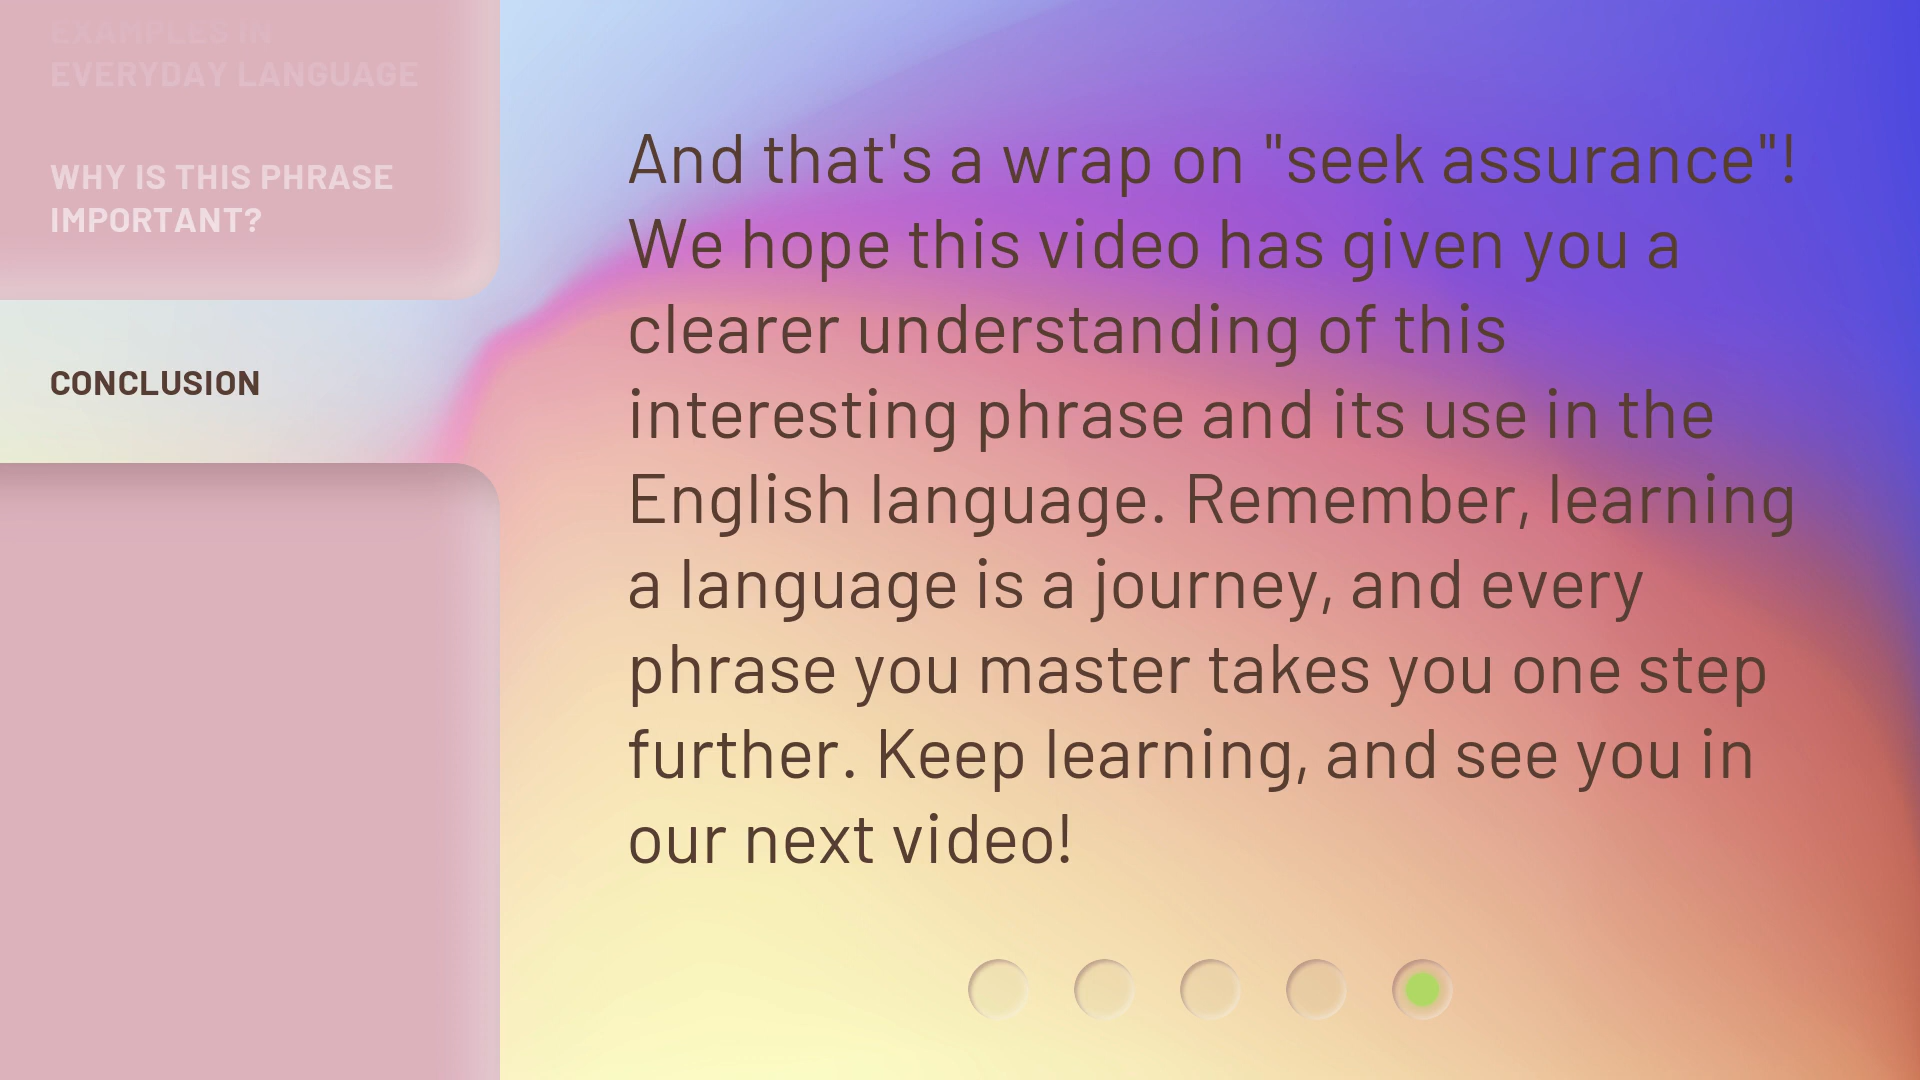 EXAMPLES IN
EVERYDAY LANGUAGE
WHY IS THIS PHRASE
IMPORTANT?
CONCLUSION
And that's a wrap on "seek assurance"!
We hope this video has given you a
clearer understanding of this
interesting phrase and its use in the
English language. Remember, learning
a language is a journey, and every
phrase you master takes you one step
further. Keep learning, and see you in
our next video!